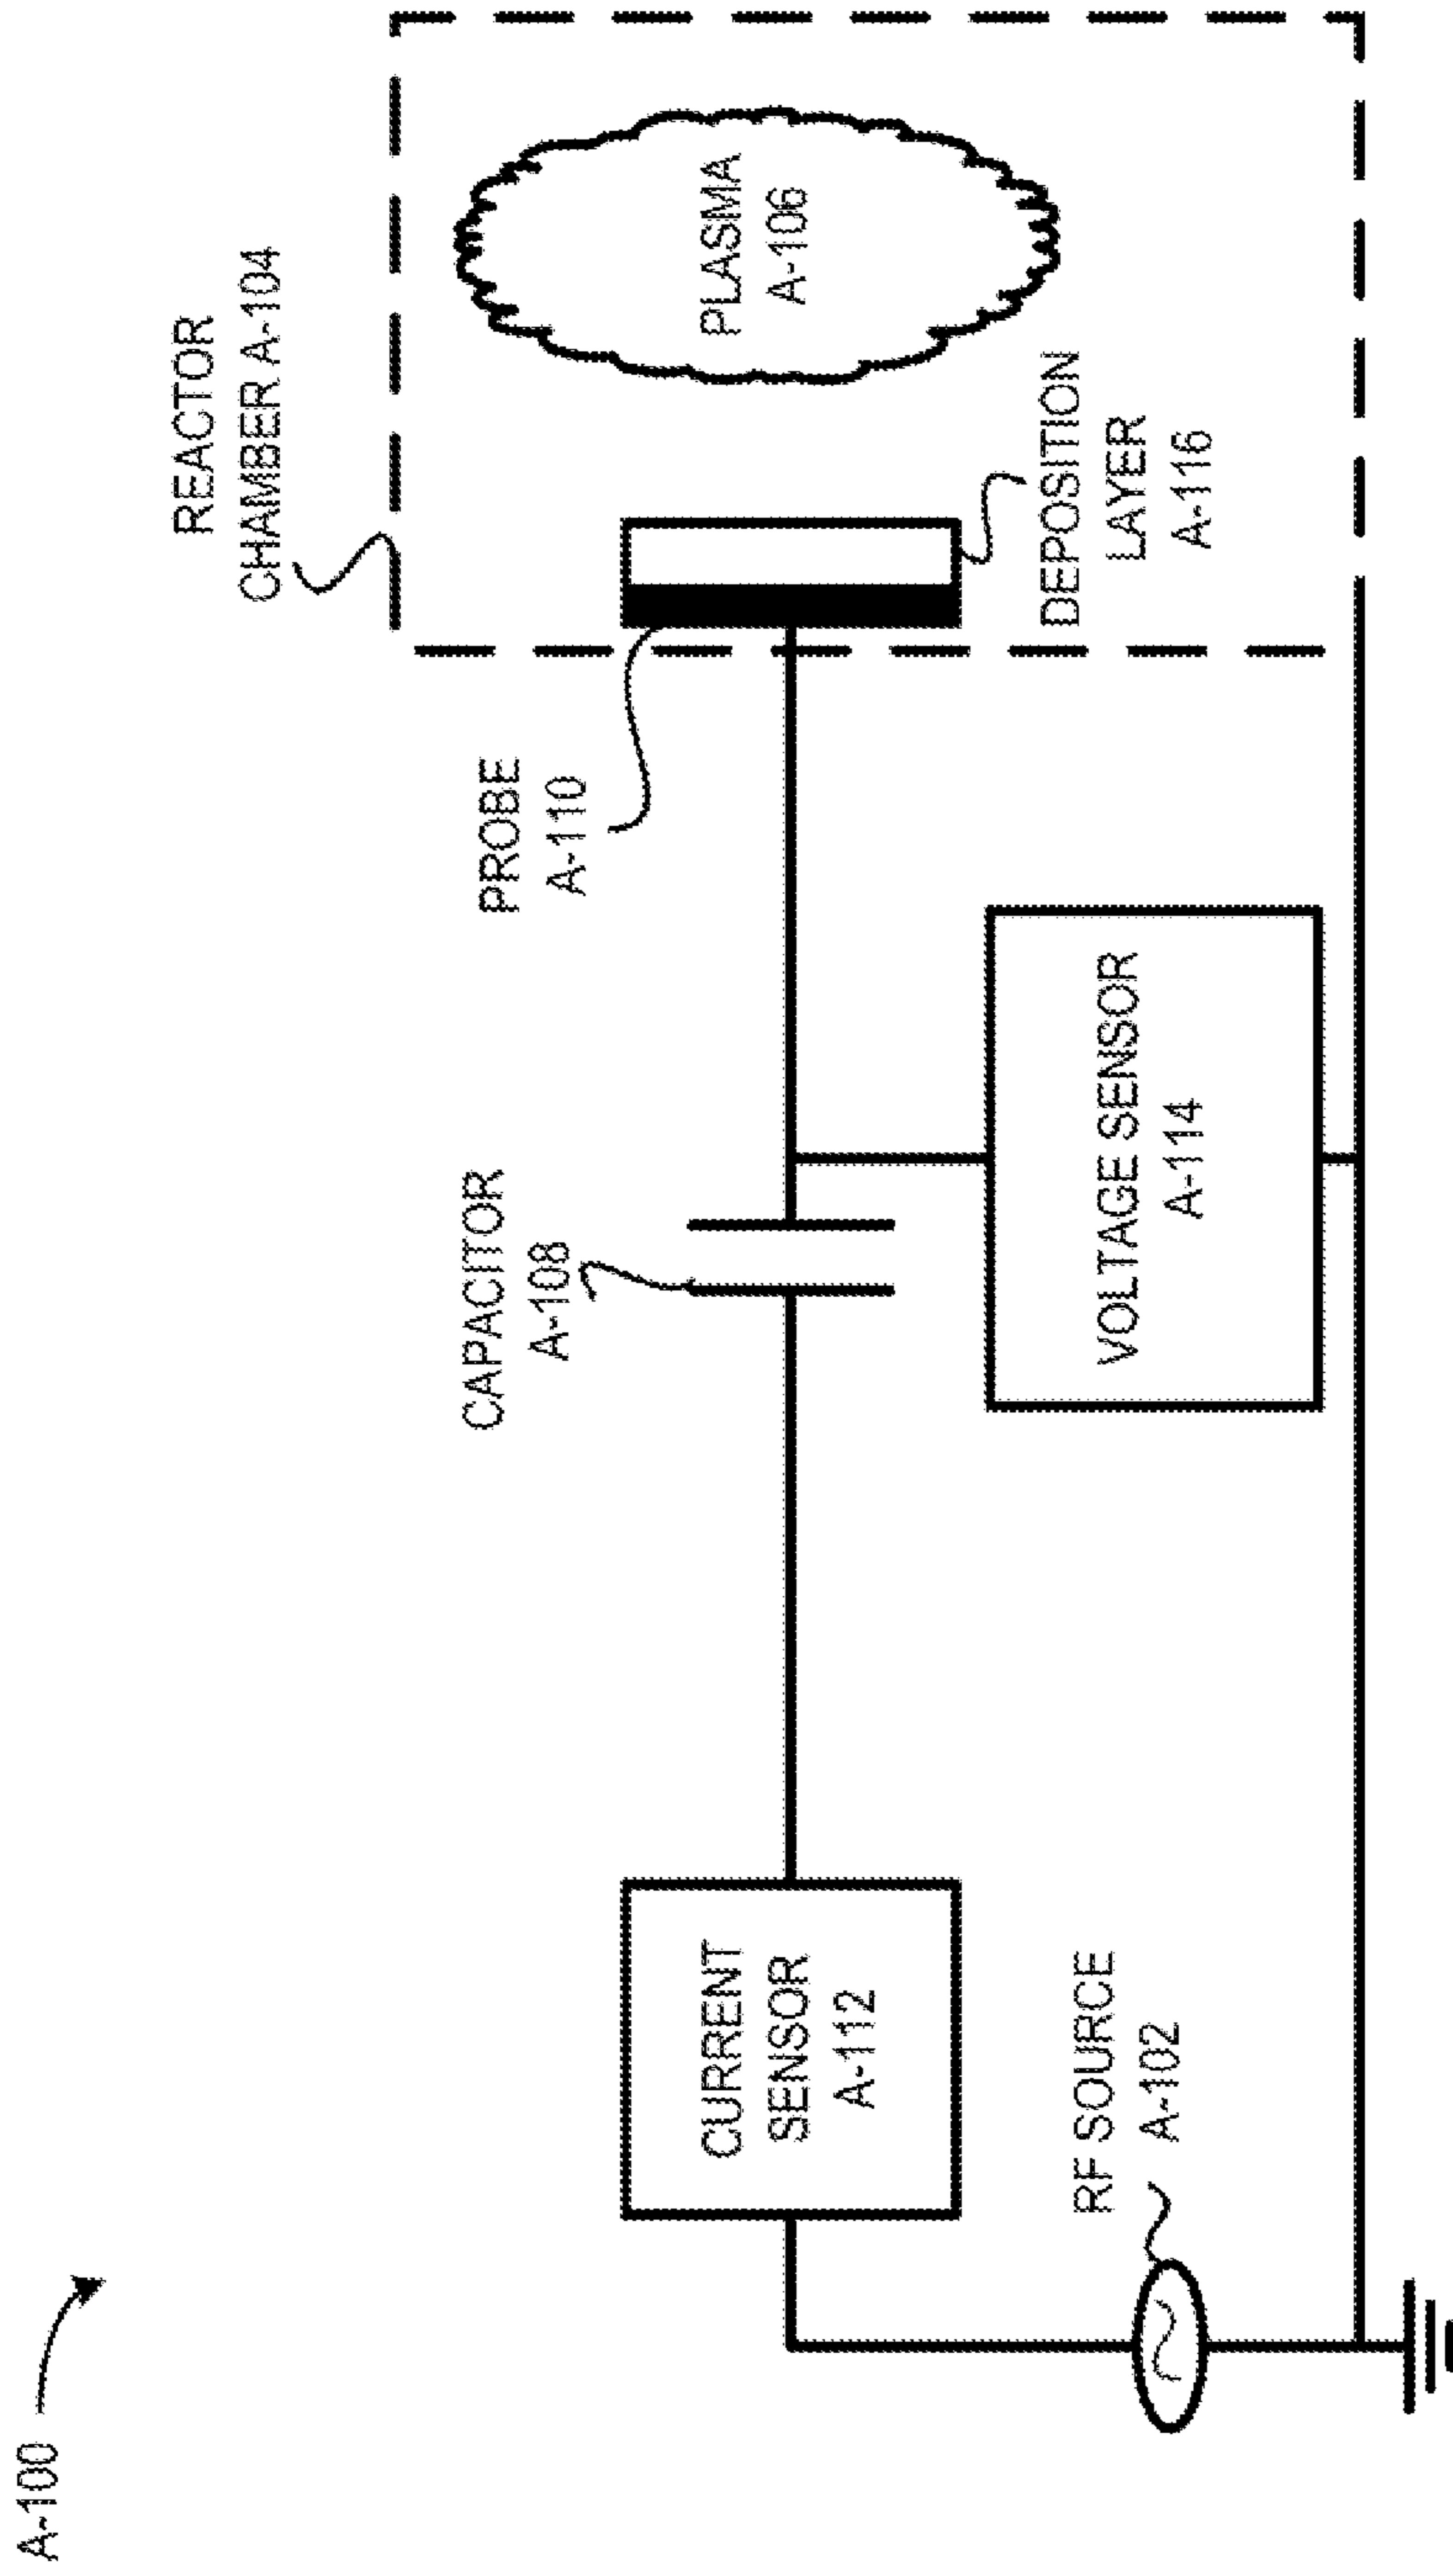 A-100
CURRENT
SENSOR
A-112
RF SOURCE
A-102
CAPACITOR
A-108
VOLTAGE SENSOR
A-114
PROBE
A-110
REACTOR
CHAMBER A-104
DEPOSITION
LAYER
A-116
PLASMA
A-106